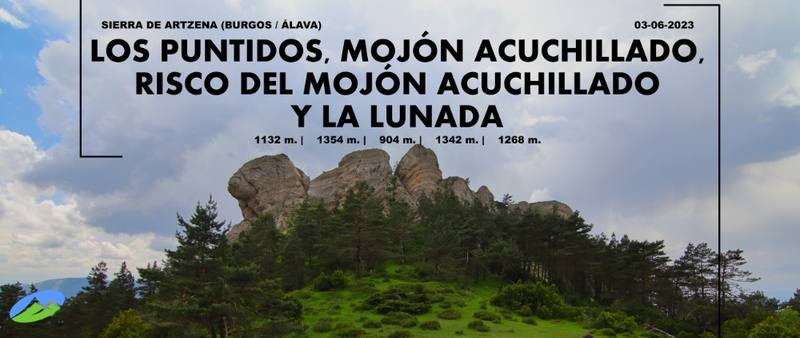 SIERRA DE ARTZENA (BURGOS / ÁLAVA) 03-06-2023
LOS PUNTIDOS, MOJÓN ACUCHILLADO,
RISCO DEL MOJÓN ACUCHILLADO
Y LA LUNADA
1132 m. | 1354 m. | 904 m. | 1342 m. | 1268 m.